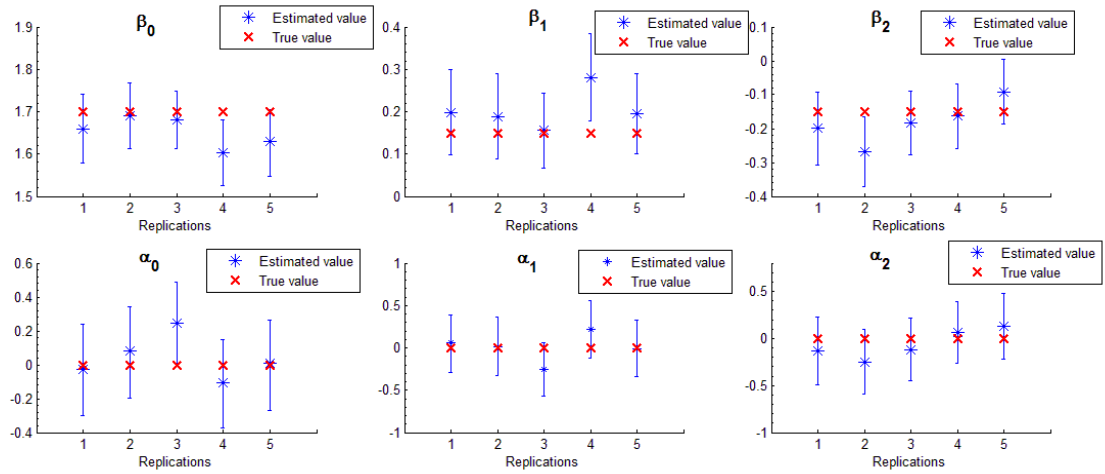 β0
Estimated value
True value
1.9
1.8
1.7
1.6
1.5
1 2 3 4 5
Replications
β1
Estimated value
True value
0.4
0.3
0.2
0.1
0
1 2 3 4 5
Replications
β2
Estimated value
True value
0.1
0
-0.1
-0.2
-0.3
-0.4
1 2 3 4 5
Replications
α0
Estimated value
True value
0.6
0.4
0.2
0
-0.2
-0.4
1 2 3 4 5
Replications
α1
Estimated value
True value
1
0.5
0
-0.5
-1
1 2 3 4 5
Replications
α2
Estimated value
True value
0.5
0
-0.5
-1
1 2 3 4 5
Replications